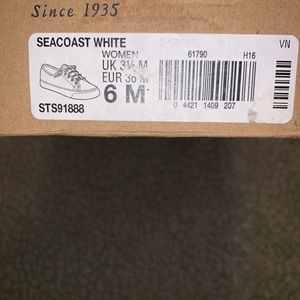 Since 1935
SEACOAST WHITE
WOMEN 61790 H16 VN
UK 3½ M
EUR 36 M
6 M
STS91888
0 4421 1409 207